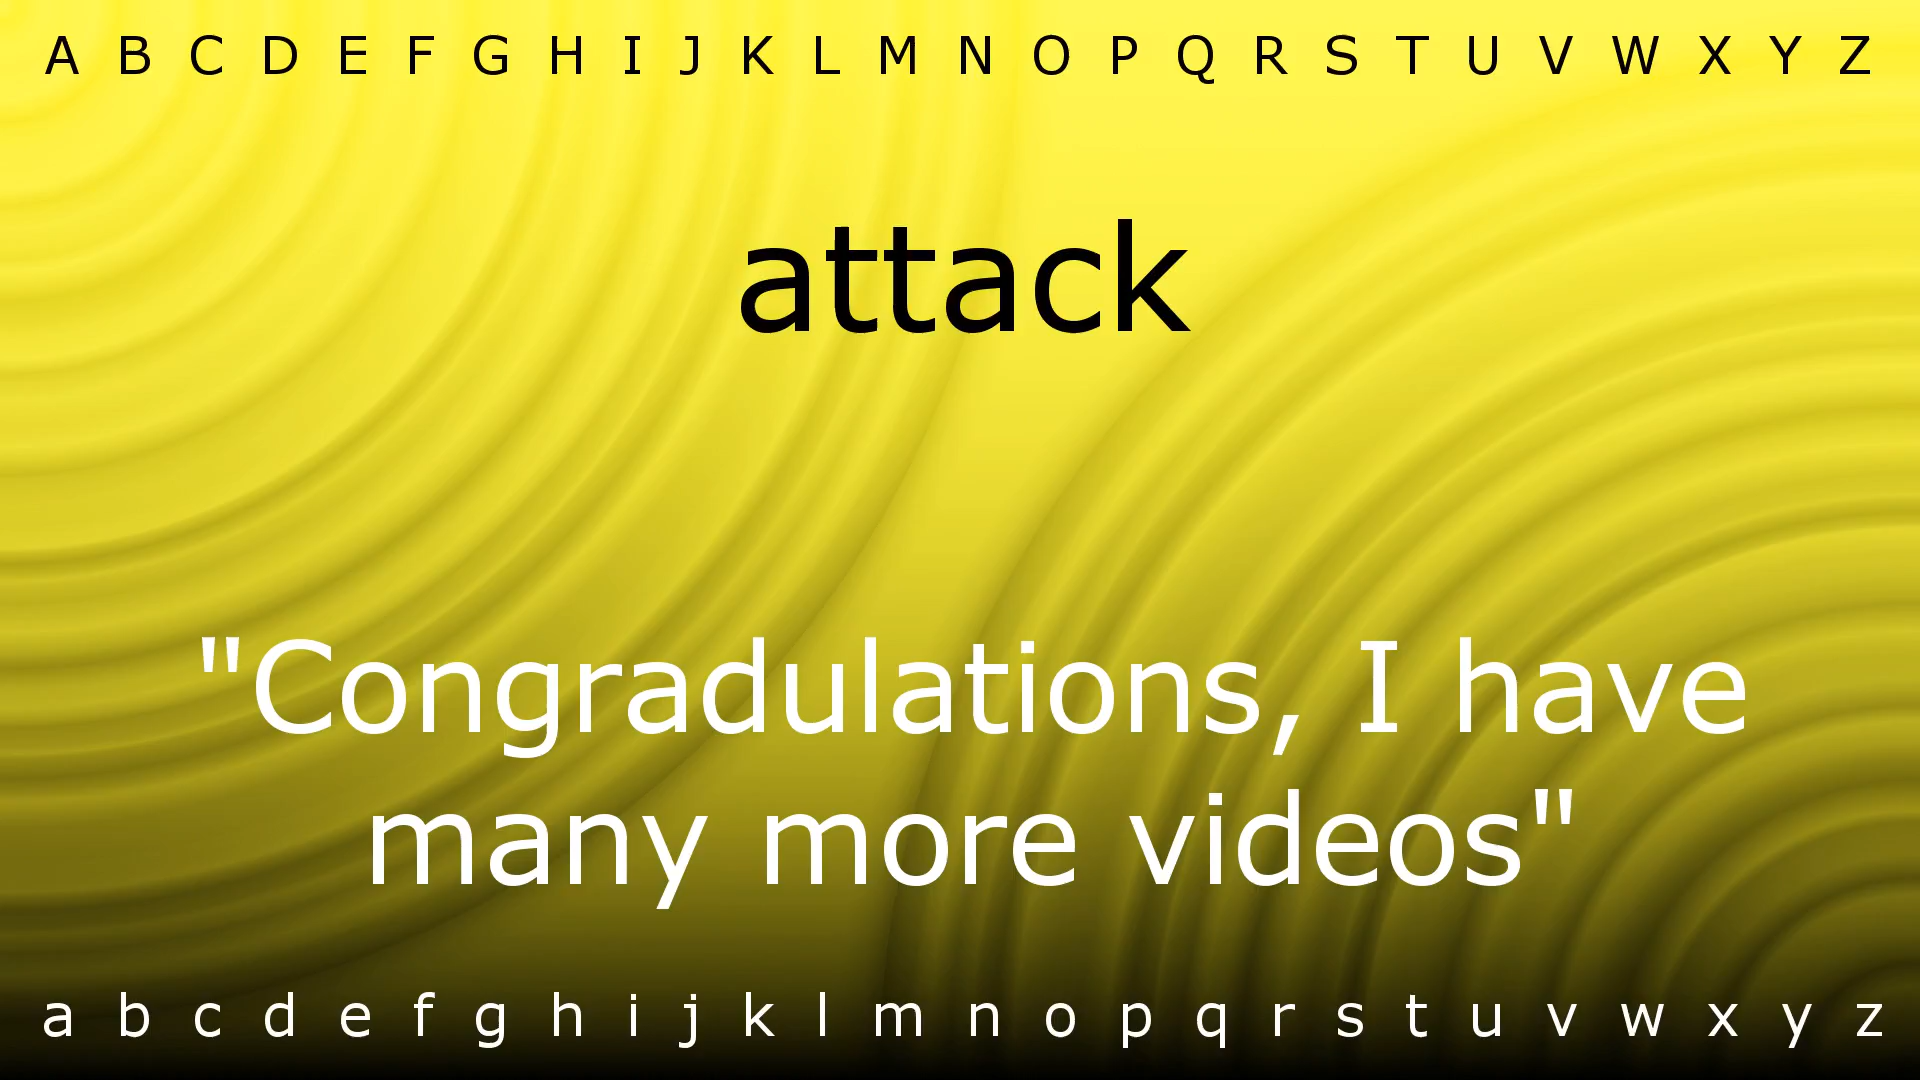 A B C D E F G H I J K L M N O P Q R S T U V W X Y Z
attack
"Congradulations, I have
many more videos"
a b c d e f g h i j k l m n o p q r s t u v w x y z